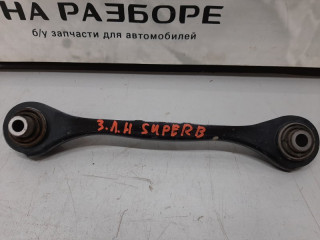 НА РАЗБОРЕ
б/у запчасти для автомобилей
З.Л.Н SUPERB